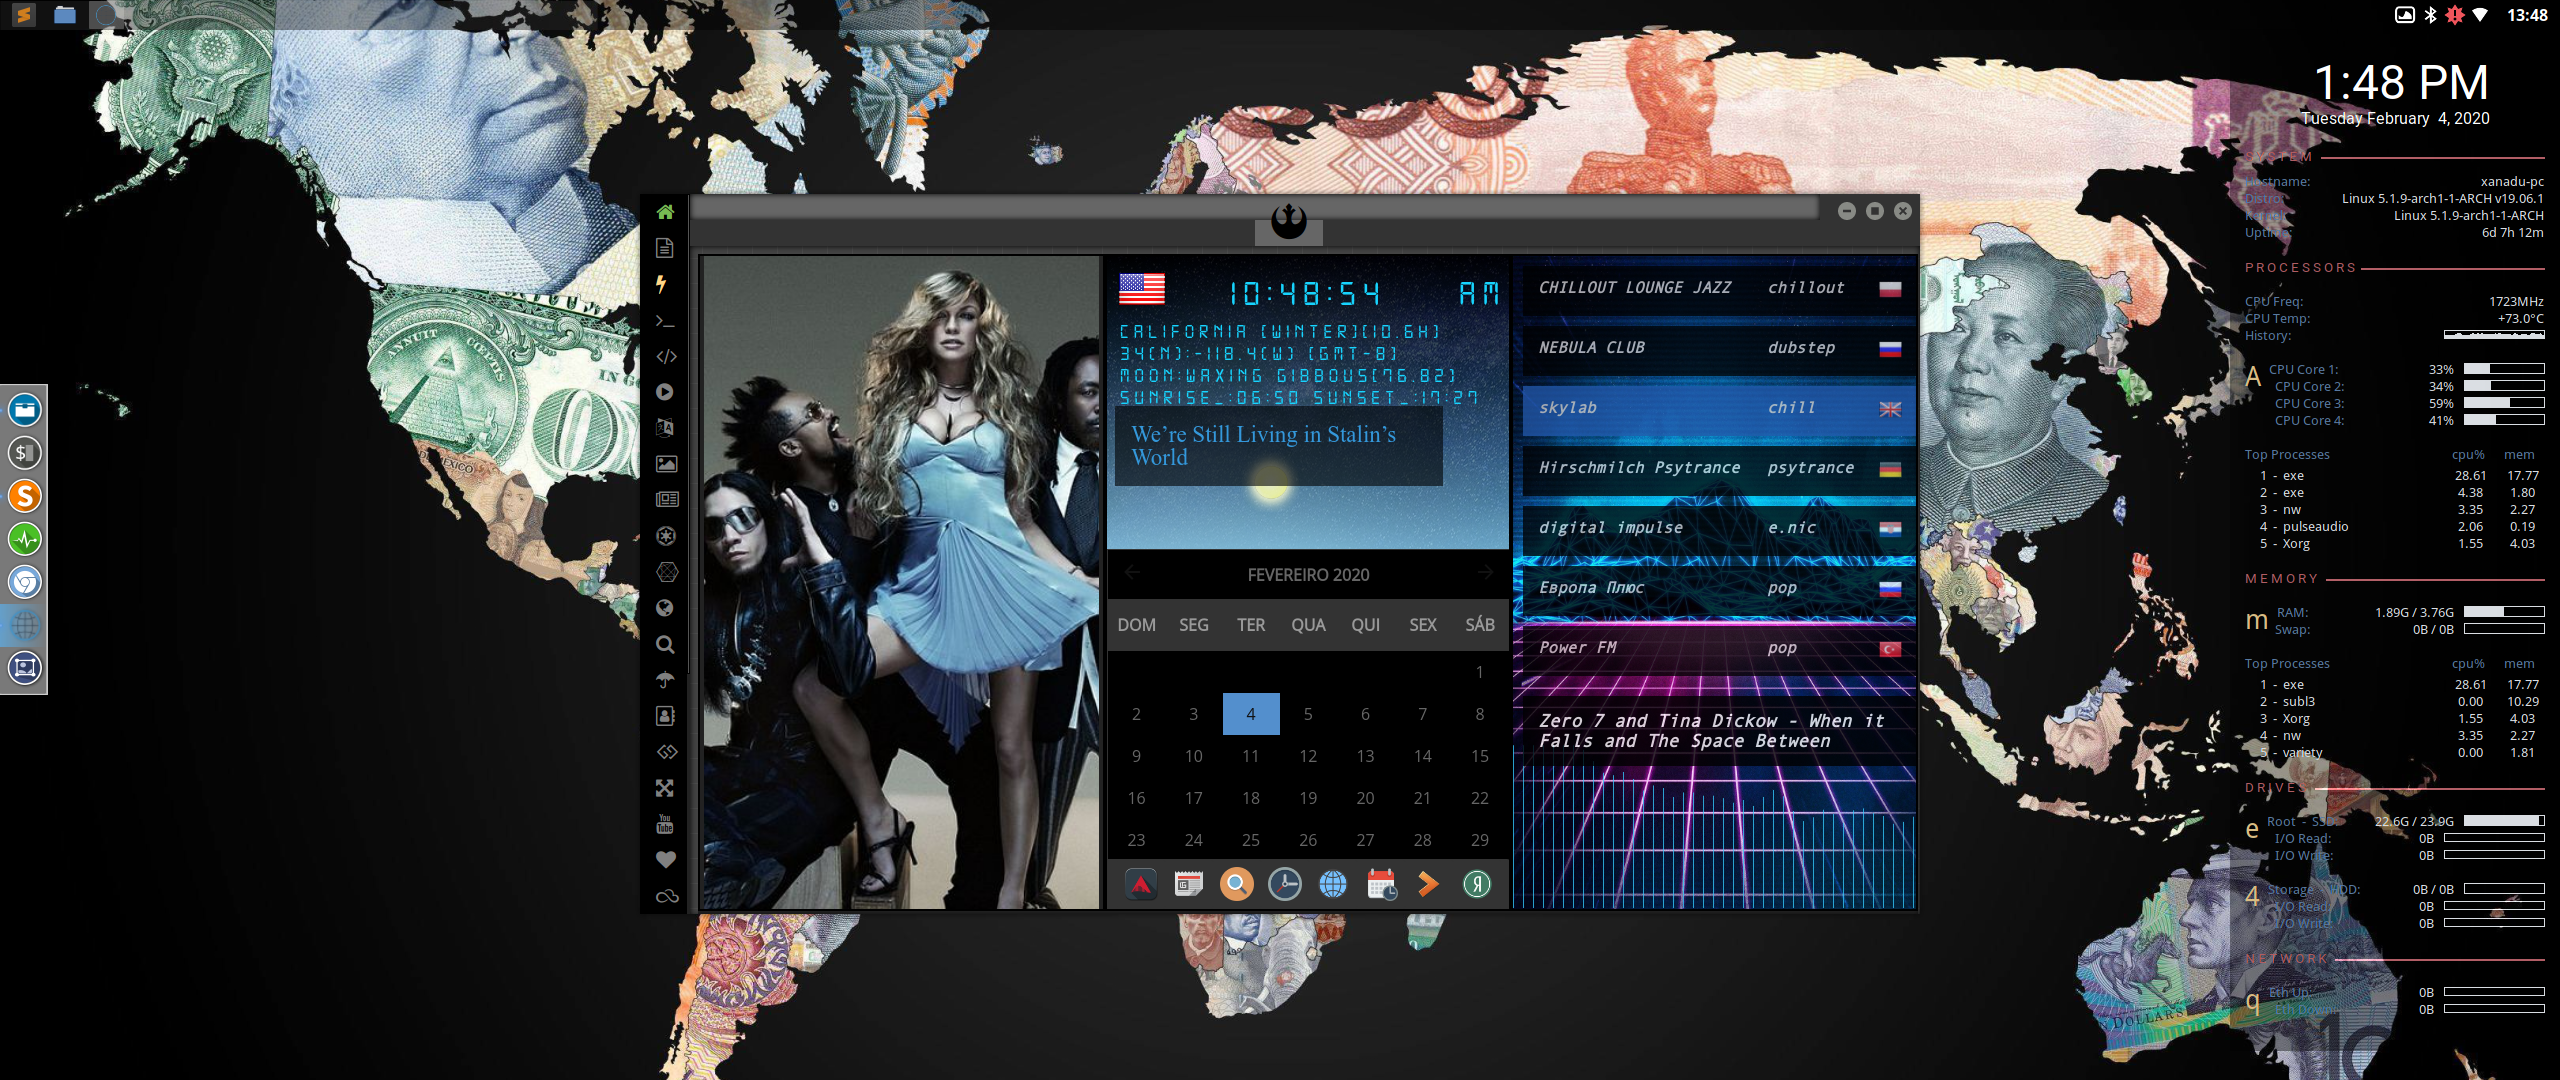 13:48
1:48 PM
Tuesday February 4, 2020
SYSTEM
Hostname: xanadu-pc
Distro: Linux 5.1.9-arch1-1-ARCH v19.06.1
Linux 5.1.9-arch1-1-ARCH
Uptime: 6d 7h 12m
PROCESSORS
CPU Freq: 1723MHz
CPU Temp: +73.0°C
History:
A CPU Core 1: 33%
CPU Core 2: 34%
CPU Core 3: 59%
CPU Core 4: 41%
Top Processes cpu% mem
1 - exe 28.61 17.77
2 - exe 4.38 1.80
3 - nw 3.35 2.27
4 - pulseaudio 2.06 0.19
5 - Xorg 1.55 4.03
MEMORY
m RAM: 1.89G / 3.76G
Swap: 0B / 0B
Top Processes cpu% mem
1 - exe 28.61 17.77
2 - subl3 0.00 10.29
3 - Xorg 1.55 4.03
4 - nw 3.35 2.27
5 - variety 0.00 1.81
DRIVES
e Root - SSD: 22.6G / 23.9G
I/O Read: 0B
I/O Write: 0B
4 Storage HDD: 0B / 0B
I/O Read: 0B
I/O Write: 0B
NETWORK
q Eth Up: 0B
Eth Down: 0B
10:48:54 AM
CALIFORNIA (WINTER)(10.6H)
34(N):-118.4(W) (GMT-8)
MOON:WAXING GIBBOUS(76.82)
SUNRISE_:06:50 SUNSET_:17:27
We’re Still Living in Stalin’s
World
FEVEREIRO 2020
DOM SEG TER QUA QUI SEX SÁB
1
2 3 4 5 6 7 8
9 10 11 12 13 14 15
16 17 18 19 20 21 22
23 24 25 26 27 28 29
CHILLOUT LOUNGE JAZZ chillout
NEBULA CLUB dubstep
skylab chill
Hirschmilch Psytrance psytrance
digital impulse e.nic
Европа Плюс pop
Power FM pop
Zero 7 and Tina Dickow - When it
Falls and The Space Between
You
Tube
Я
ANNUIT CŒPTIS
IN GO
DE MEXICO
DOLLARS
10